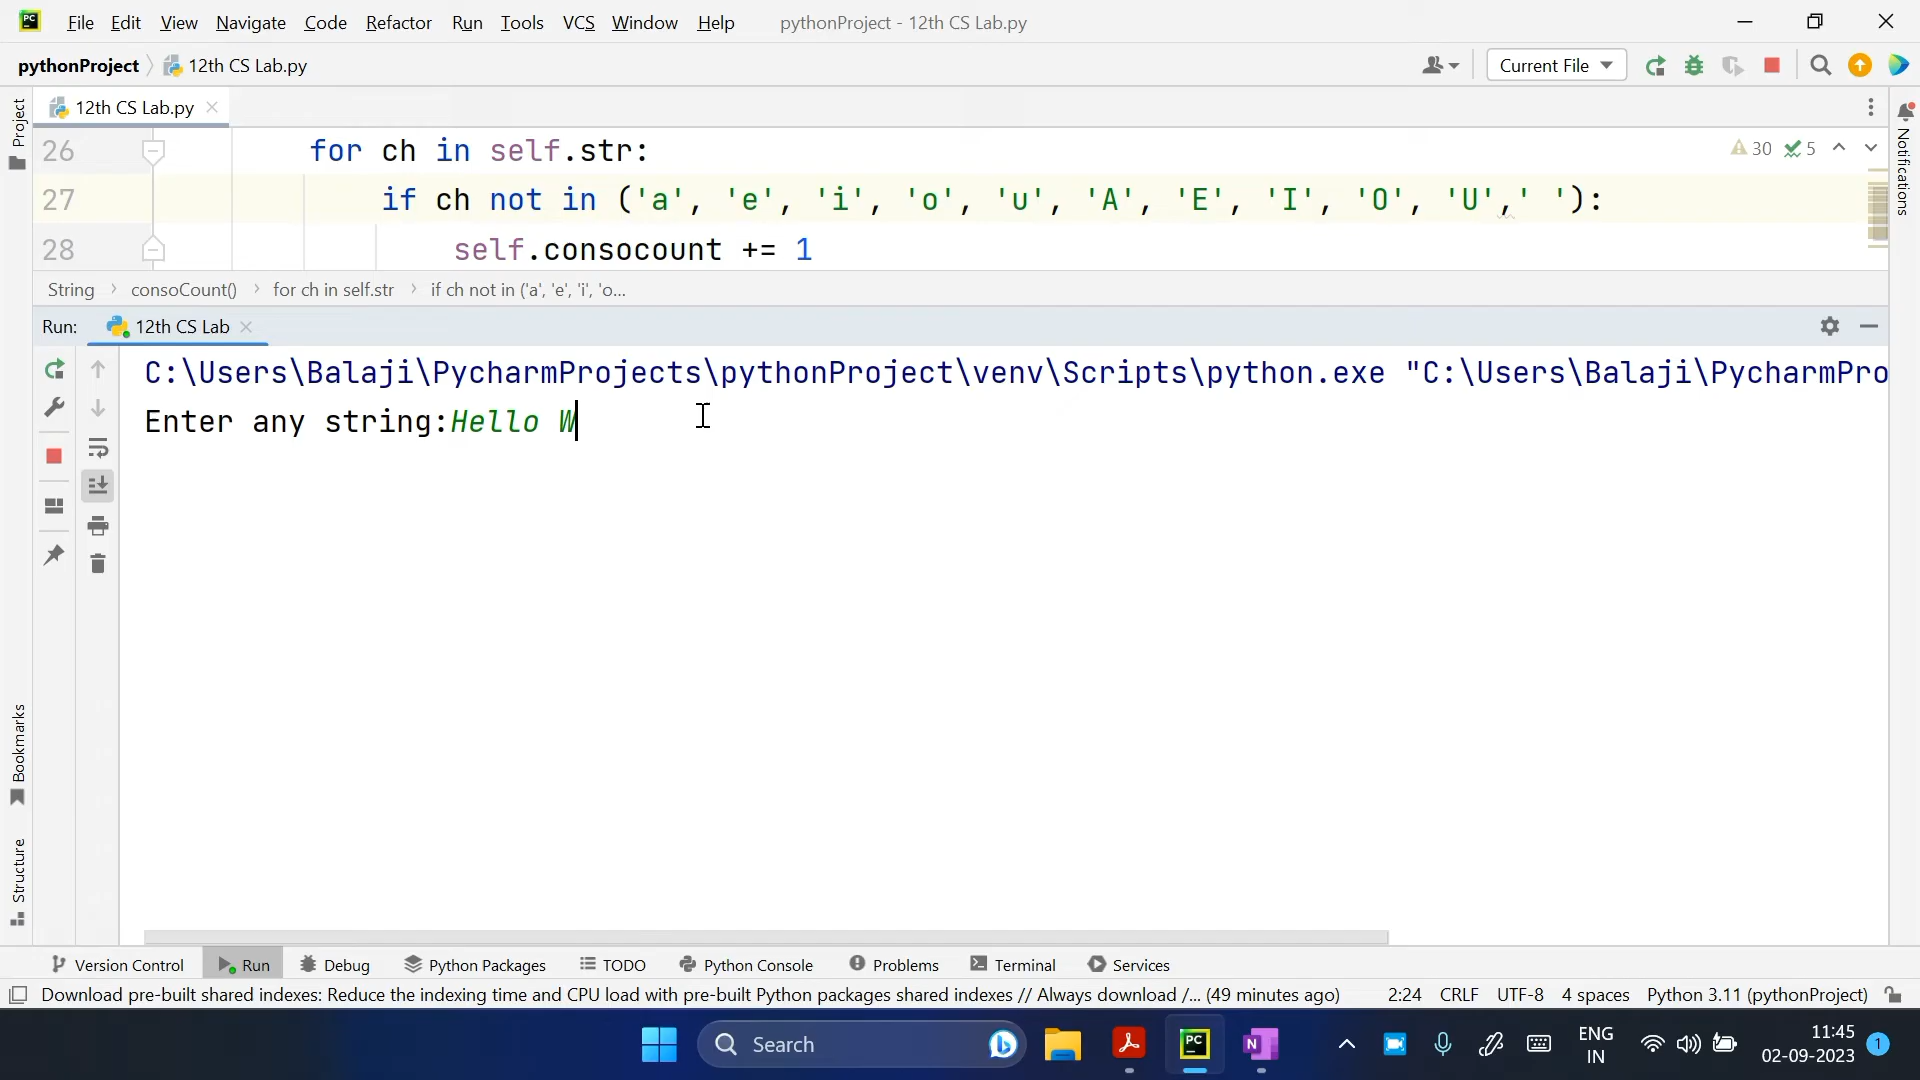 PC File Edit View Navigate Code Refactor Run Tools VCS Window Help pythonProject - 12th CS Lab.py
pythonProject 12th CS Lab.py Current File
Project
12th CS Lab.py
26 for ch in self.str:
30 5
27 if ch not in ('a', 'e', 'i', 'o', 'u', 'A', 'E', 'I', 'O', 'U',' '):
28 self.consocount += 1
String consoCount() for ch in self.str if ch not in ('a', 'e', 'i', 'o...
Notifications
Run: 12th CS Lab
C:\Users\Balaji\PycharmProjects\pythonProject\venv\Scripts\python.exe "C:\Users\Balaji\PycharmPro
Enter any string:Hello W
Bookmarks
Structure
Version Control Run Debug Python Packages TODO Python Console Problems Terminal Services
Download pre-built shared indexes: Reduce the indexing time and CPU load with pre-built Python packages shared indexes // Always download /... (49 minutes ago) 2:24 CRLF UTF-8 4 spaces Python 3.11 (pythonProject)
Search PC N ENG
IN
11:45
02-09-2023 1